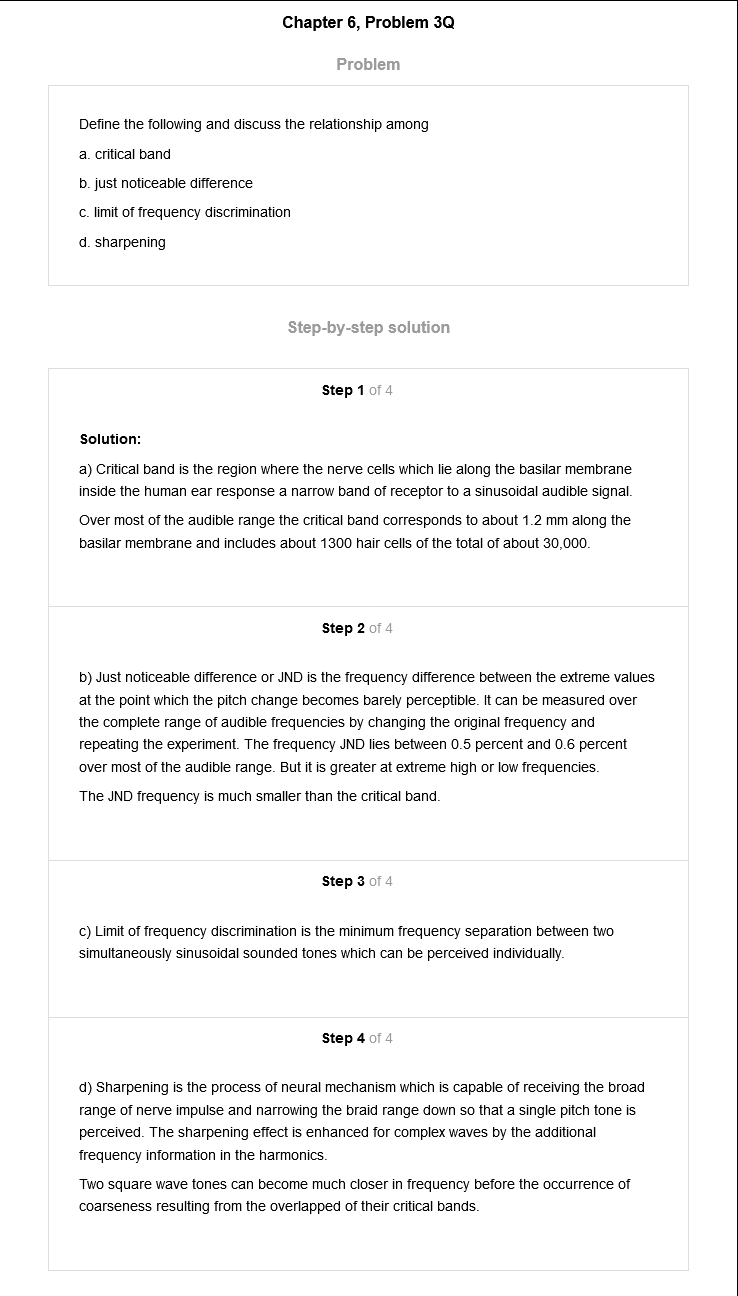 Chapter 6, Problem 3Q
Problem
Define the following and discuss the relationship among
a. critical band
b. just noticeable difference
c. limit of frequency discrimination
d. sharpening
Step-by-step solution
Step 1 of 4
Solution:
a) Critical band is the region where the nerve cells which lie along the basilar membrane
inside the human ear response a narrow band of receptor to a sinusoidal audible signal.
Over most of the audible range the critical band corresponds to about 1.2 mm along the
basilar membrane and includes about 1300 hair cells of the total of about 30,000.
Step 2 of 4
b) Just noticeable difference or JND is the frequency difference between the extreme values
at the point which the pitch change becomes barely perceptible. It can be measured over
the complete range of audible frequencies by changing the original frequency and
repeating the experiment. The frequency JND lies between 0.5 percent and 0.6 percent
over most of the audible range. But it is greater at extreme high or low frequencies.
The JND frequency is much smaller than the critical band.
Step 3 of 4
c) Limit of frequency discrimination is the minimum frequency separation between two
simultaneously sinusoidal sounded tones which can be perceived individually.
Step 4 of 4
d) Sharpening is the process of neural mechanism which is capable of receiving the broad
range of nerve impulse and narrowing the braid range down so that a single pitch tone is
perceived. The sharpening effect is enhanced for complex waves by the additional
frequency information in the harmonics.
Two square wave tones can become much closer in frequency before the occurrence of
coarseness resulting from the overlapped of their critical bands.